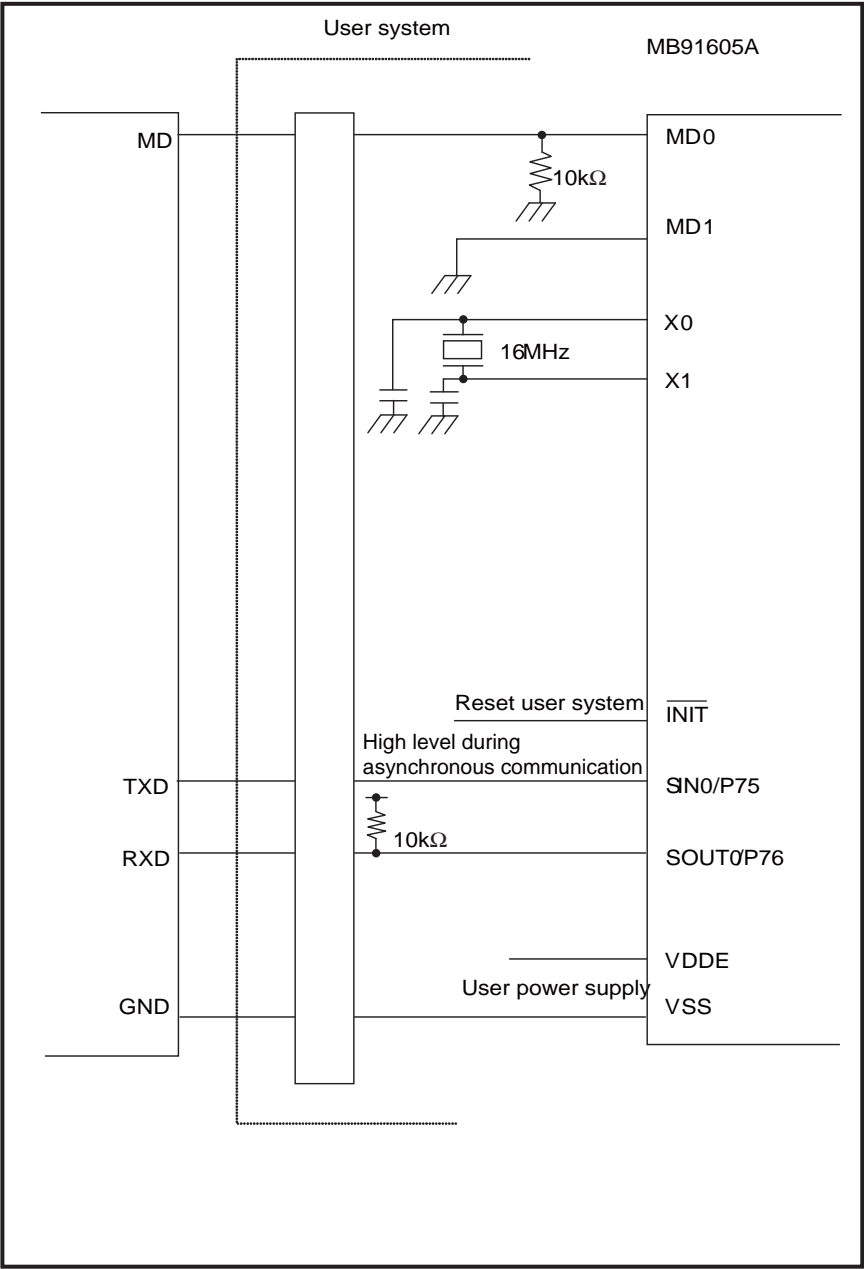 User system
MB91605A
MD
MD0
10kΩ
MD1
X0
16MHz
X1
Reset user system
INIT
High level during
asynchronous communication
TXD
SIN0/P75
10kΩ
RXD
SOUT0/P76
VDDE
User power supply
GND
VSS